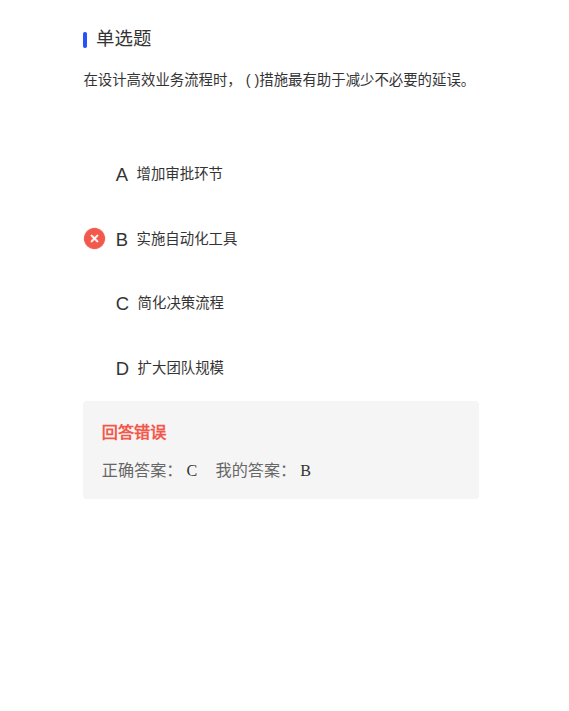 单选题
在设计高效业务流程时， ( )措施最有助于减少不必要的延误。
A 增加审批环节
B 实施自动化工具
C 简化决策流程
D 扩大团队规模
回答错误
正确答案： C 我的答案： B